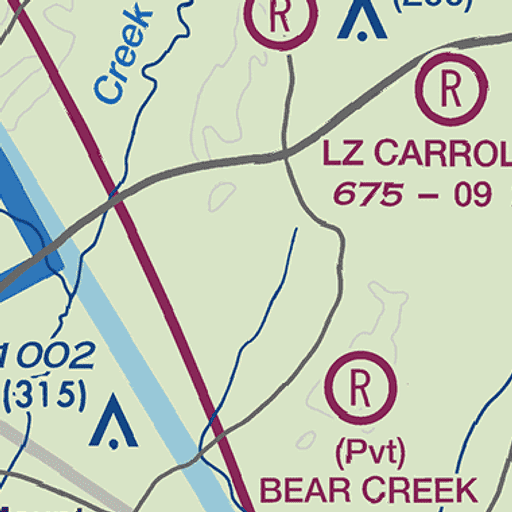 R
Creek
R
LZ CARROL
675 – 09
1002
(315)
R
(Pvt)
BEAR CREEK